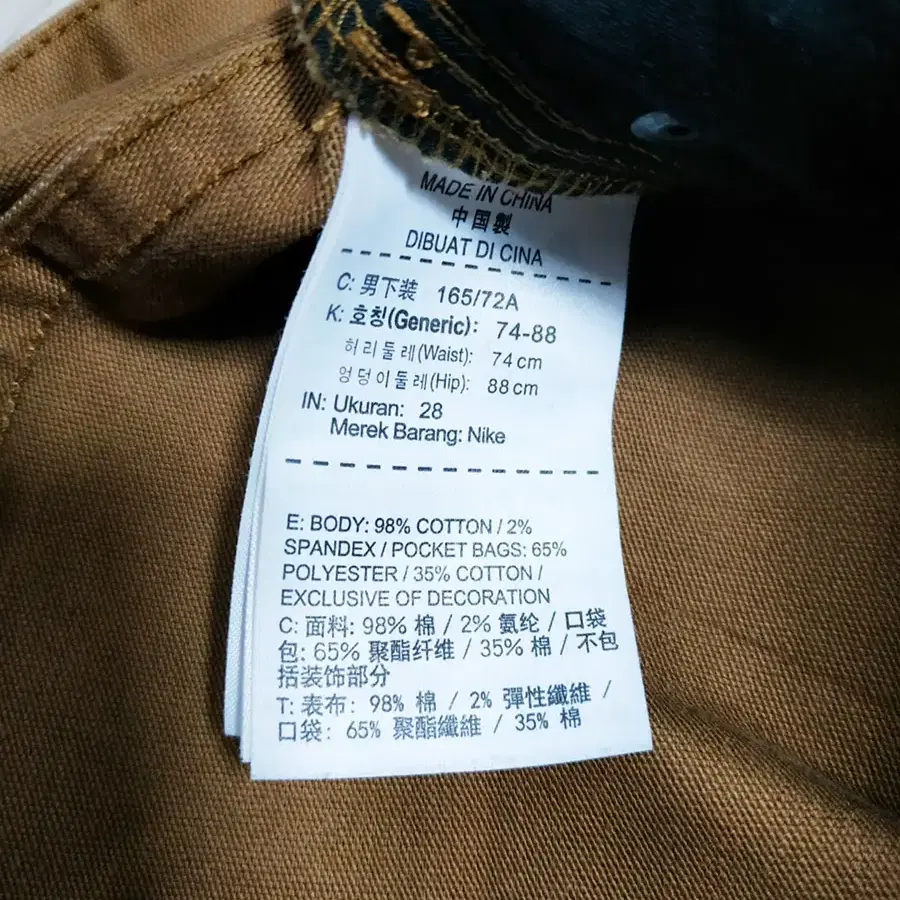 MADE IN CHINA
中国製
DIBUAT DI CINA
C: 男下装 165/72A
K: 호칭(Generic): 74-88
허리둘레(Waist): 74 cm
엉덩이둘레(Hip): 88 cm
IN: Ukuran: 28
Merek Barang: Nike
E: BODY: 98% COTTON / 2%
SPANDEX / POCKET BAGS: 65%
POLYESTER / 35% COTTON /
EXCLUSIVE OF DECORATION
C: 面料: 98% 棉 / 2% 氨纶 / 口袋
包: 65% 聚酯纤维 / 35% 棉 / 不包
括装饰部分
T: 表布: 98% 棉 / 2% 彈性纖維 /
口袋: 65% 聚酯纖維 / 35% 棉